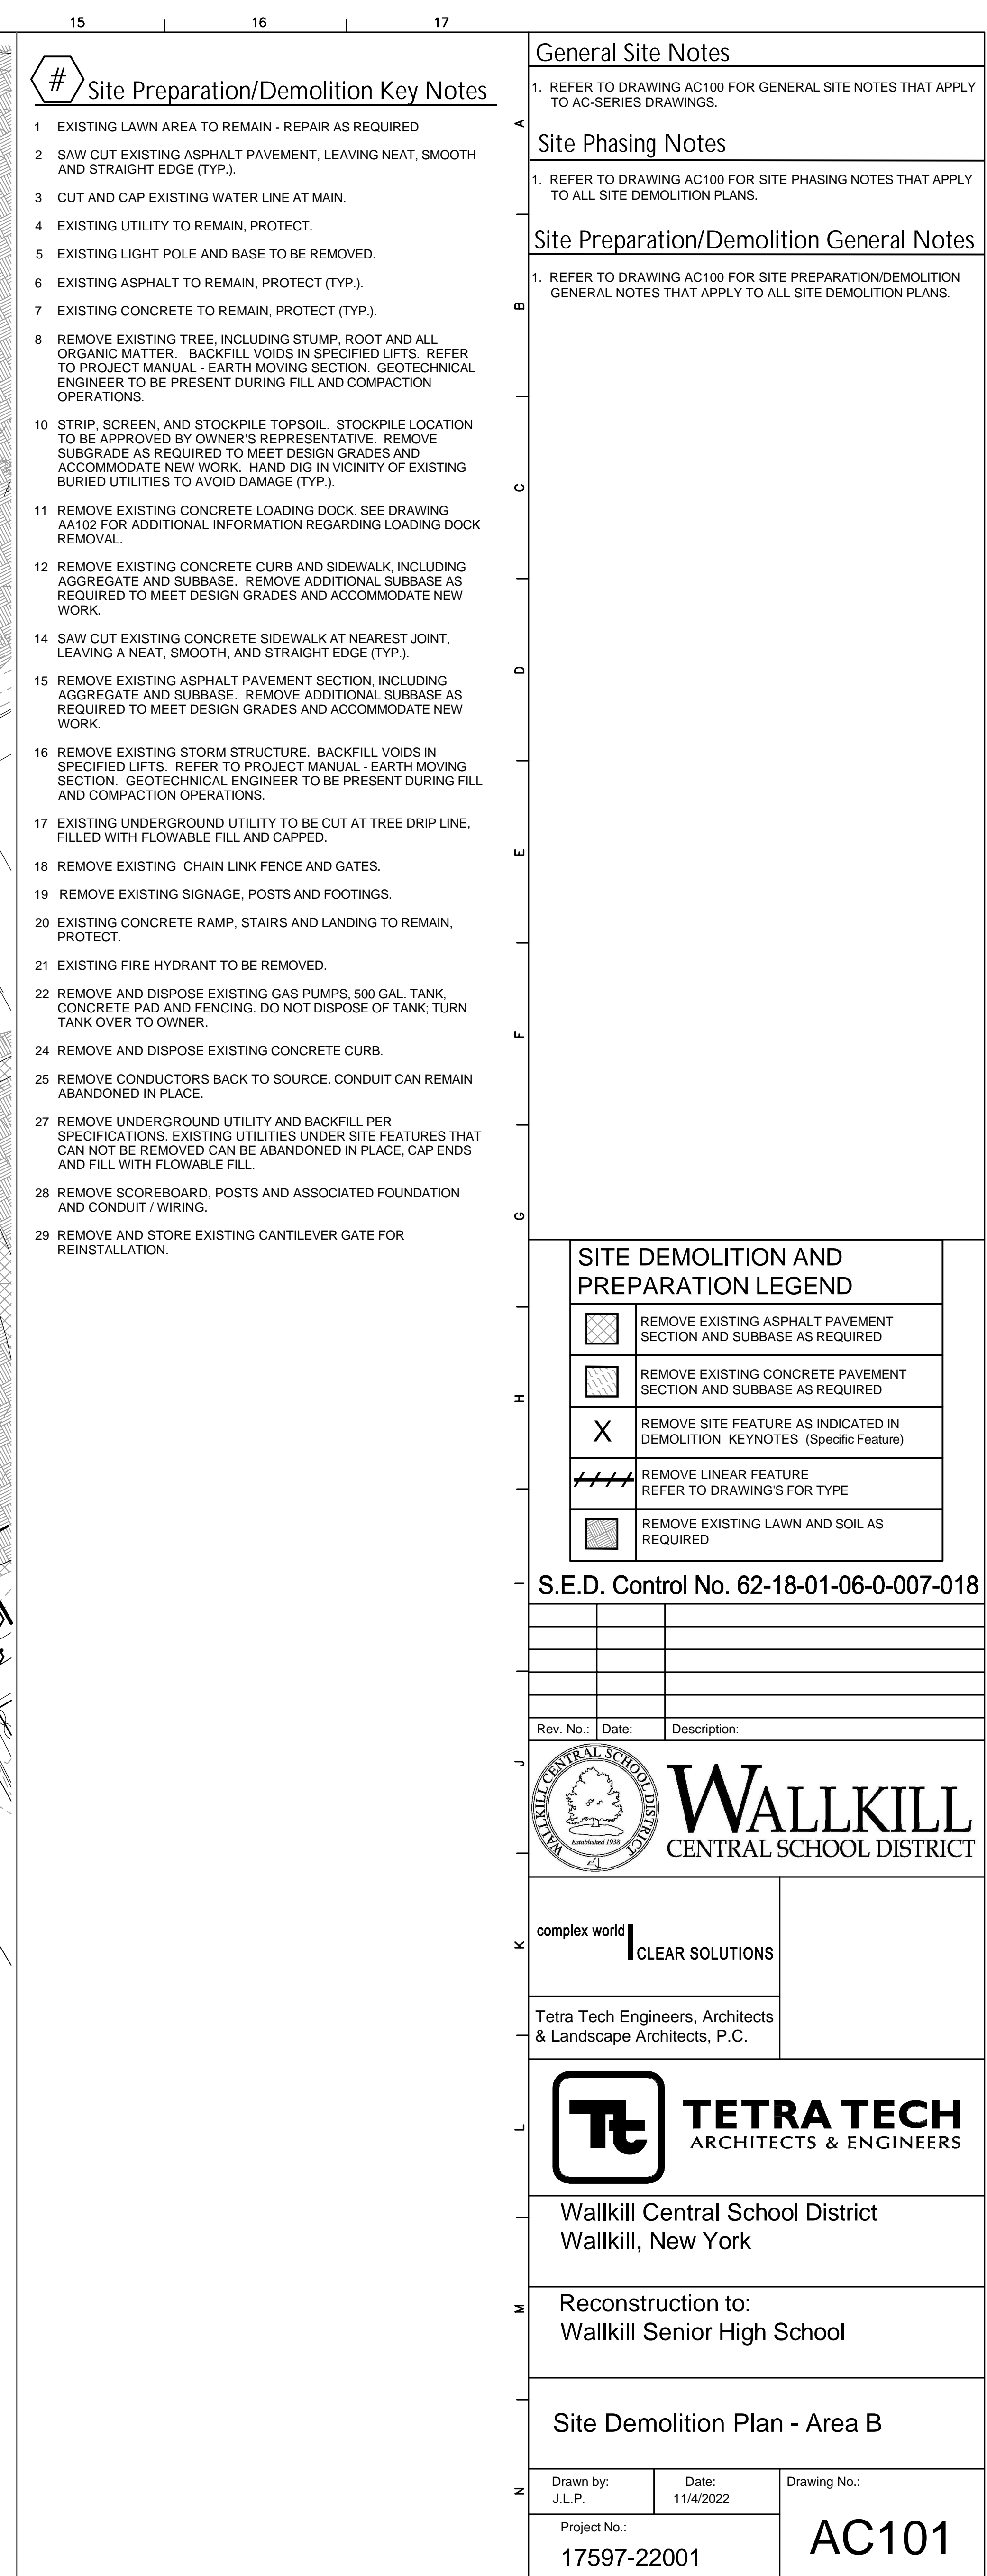 15 16 17
# Site Preparation/Demolition Key Notes
1 EXISTING LAWN AREA TO REMAIN - REPAIR AS REQUIRED
2 SAW CUT EXISTING ASPHALT PAVEMENT, LEAVING NEAT, SMOOTH
AND STRAIGHT EDGE (TYP.).
3 CUT AND CAP EXISTING WATER LINE AT MAIN.
4 EXISTING UTILITY TO REMAIN, PROTECT.
5 EXISTING LIGHT POLE AND BASE TO BE REMOVED.
6 EXISTING ASPHALT TO REMAIN, PROTECT (TYP.).
7 EXISTING CONCRETE TO REMAIN, PROTECT (TYP.).
8 REMOVE EXISTING TREE, INCLUDING STUMP, ROOT AND ALL
ORGANIC MATTER. BACKFILL VOIDS IN SPECIFIED LIFTS. REFER
TO PROJECT MANUAL - EARTH MOVING SECTION. GEOTECHNICAL
ENGINEER TO BE PRESENT DURING FILL AND COMPACTION
OPERATIONS.
10 STRIP, SCREEN, AND STOCKPILE TOPSOIL. STOCKPILE LOCATION
TO BE APPROVED BY OWNER'S REPRESENTATIVE. REMOVE
SUBGRADE AS REQUIRED TO MEET DESIGN GRADES AND
ACCOMMODATE NEW WORK. HAND DIG IN VICINITY OF EXISTING
BURIED UTILITIES TO AVOID DAMAGE (TYP.).
11 REMOVE EXISTING CONCRETE LOADING DOCK. SEE DRAWING
AA102 FOR ADDITIONAL INFORMATION REGARDING LOADING DOCK
REMOVAL.
12 REMOVE EXISTING CONCRETE CURB AND SIDEWALK, INCLUDING
AGGREGATE AND SUBBASE. REMOVE ADDITIONAL SUBBASE AS
REQUIRED TO MEET DESIGN GRADES AND ACCOMMODATE NEW
WORK.
14 SAW CUT EXISTING CONCRETE SIDEWALK AT NEAREST JOINT,
LEAVING A NEAT, SMOOTH, AND STRAIGHT EDGE (TYP.).
15 REMOVE EXISTING ASPHALT PAVEMENT SECTION, INCLUDING
AGGREGATE AND SUBBASE. REMOVE ADDITIONAL SUBBASE AS
REQUIRED TO MEET DESIGN GRADES AND ACCOMMODATE NEW
WORK.
16 REMOVE EXISTING STORM STRUCTURE. BACKFILL VOIDS IN
SPECIFIED LIFTS. REFER TO PROJECT MANUAL - EARTH MOVING
SECTION. GEOTECHNICAL ENGINEER TO BE PRESENT DURING FILL
AND COMPACTION OPERATIONS.
17 EXISTING UNDERGROUND UTILITY TO BE CUT AT TREE DRIP LINE,
FILLED WITH FLOWABLE FILL AND CAPPED.
18 REMOVE EXISTING CHAIN LINK FENCE AND GATES.
19 REMOVE EXISTING SIGNAGE, POSTS AND FOOTINGS.
20 EXISTING CONCRETE RAMP, STAIRS AND LANDING TO REMAIN,
PROTECT.
21 EXISTING FIRE HYDRANT TO BE REMOVED.
22 REMOVE AND DISPOSE EXISTING GAS PUMPS, 500 GAL. TANK,
CONCRETE PAD AND FENCING. DO NOT DISPOSE OF TANK; TURN
TANK OVER TO OWNER.
24 REMOVE AND DISPOSE EXISTING CONCRETE CURB.
25 REMOVE CONDUCTORS BACK TO SOURCE. CONDUIT CAN REMAIN
ABANDONED IN PLACE.
27 REMOVE UNDERGROUND UTILITY AND BACKFILL PER
SPECIFICATIONS. EXISTING UTILITIES UNDER SITE FEATURES THAT
CAN NOT BE REMOVED CAN BE ABANDONED IN PLACE, CAP ENDS
AND FILL WITH FLOWABLE FILL.
28 REMOVE SCOREBOARD, POSTS AND ASSOCIATED FOUNDATION
AND CONDUIT / WIRING.
29 REMOVE AND STORE EXISTING CANTILEVER GATE FOR
REINSTALLATION.
A
B
C
D
E
F
G
H
I
J
K
L
M
N
General Site Notes
1. REFER TO DRAWING AC100 FOR GENERAL SITE NOTES THAT APPLY
TO AC-SERIES DRAWINGS.
Site Phasing Notes
1. REFER TO DRAWING AC100 FOR SITE PHASING NOTES THAT APPLY
TO ALL SITE DEMOLITION PLANS.
Site Preparation/Demolition General Notes
1. REFER TO DRAWING AC100 FOR SITE PREPARATION/DEMOLITION
GENERAL NOTES THAT APPLY TO ALL SITE DEMOLITION PLANS.
SITE DEMOLITION AND
PREPARATION LEGEND
REMOVE EXISTING ASPHALT PAVEMENT
SECTION AND SUBBASE AS REQUIRED
REMOVE EXISTING CONCRETE PAVEMENT
SECTION AND SUBBASE AS REQUIRED
X REMOVE SITE FEATURE AS INDICATED IN
DEMOLITION KEYNOTES (Specific Feature)
REMOVE LINEAR FEATURE
REFER TO DRAWING'S FOR TYPE
REMOVE EXISTING LAWN AND SOIL AS
REQUIRED
S.E.D. Control No. 62-18-01-06-0-007-018
Rev. No.: Date: Description:
WALLKILL CENTRAL SCHOOL DISTRICT
Established 1938
WALLKILL
CENTRAL SCHOOL DISTRICT
complex world
CLEAR SOLUTIONS
Tetra Tech Engineers, Architects
& Landscape Architects, P.C.
Tt TETRA TECH
ARCHITECTS & ENGINEERS
Wallkill Central School District
Wallkill, New York
Reconstruction to:
Wallkill Senior High School
Site Demolition Plan - Area B
Drawn by: Date: Drawing No.:
J.L.P. 11/4/2022
Project No.:
17597-22001
AC101